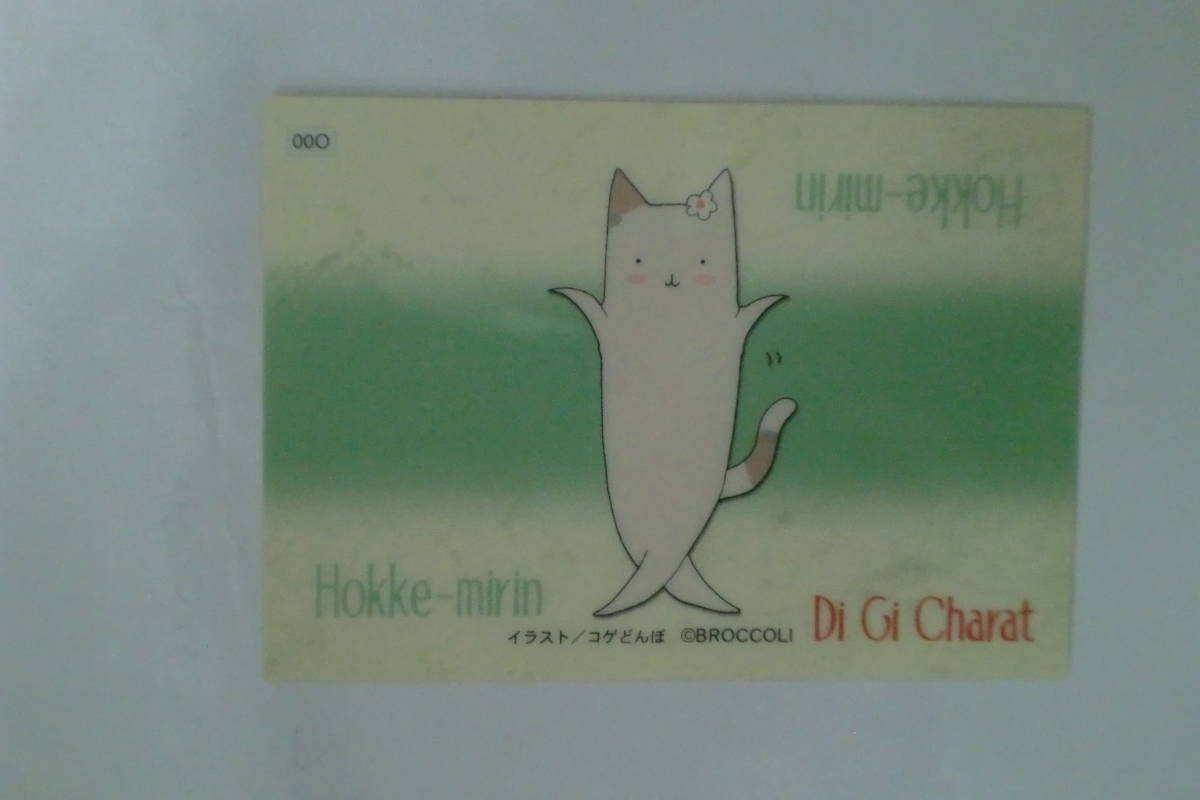 000
Hokke-mirin
Hokke-mirin
Di Gi Charat
イラスト／コゲどんぼ ©BROCCOLI